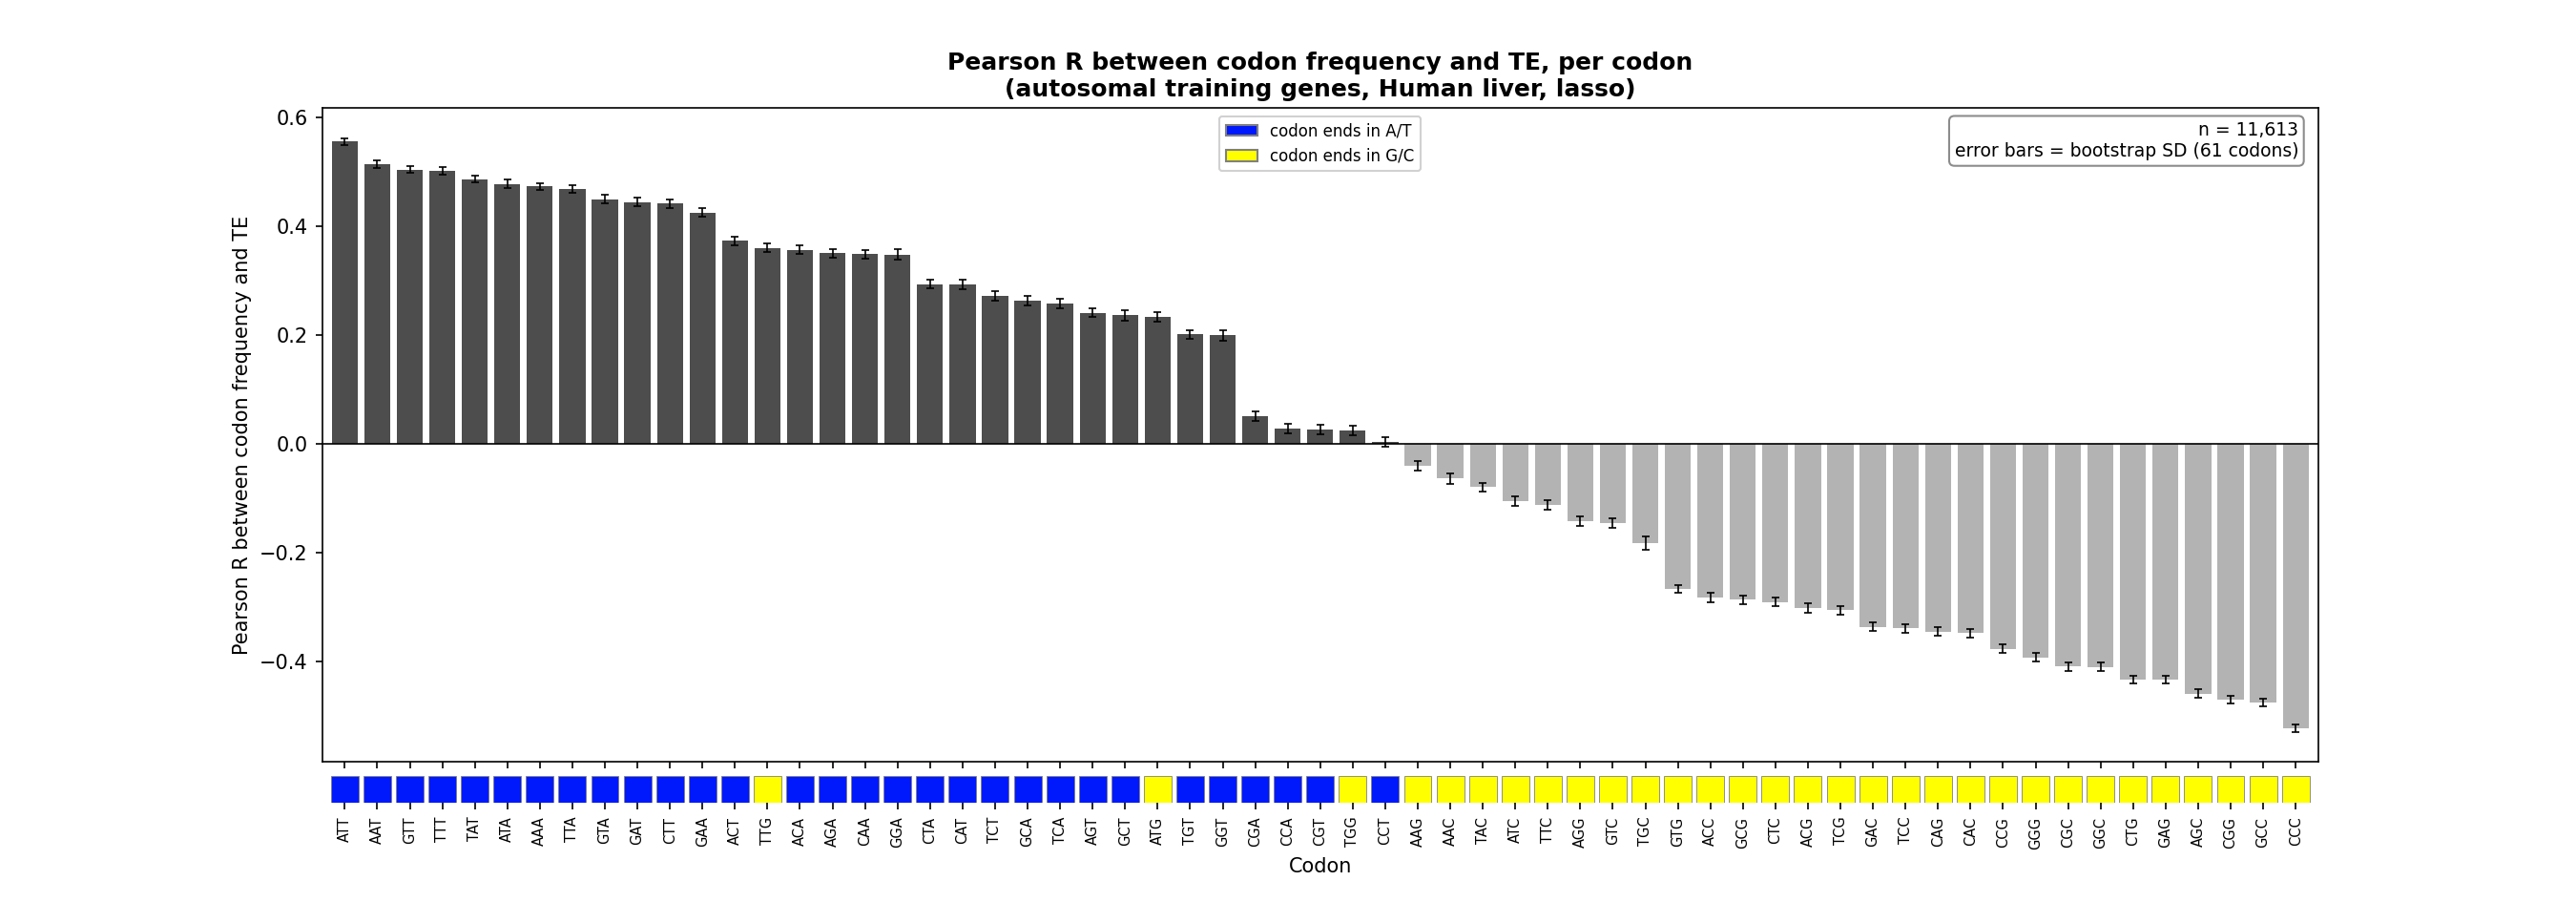 Pearson R between codon frequency and TE, per codon
(autosomal training genes, Human liver, lasso)
codon ends in A/T
codon ends in G/C
n = 11,613
error bars = bootstrap SD (61 codons)
Pearson R between codon frequency and TE
0.6
0.4
0.2
0.0
−0.2
−0.4
ATT AAT GTT TTT TAT ATA AAA TTA GTA GAT CTT GAA ACT TTG ACA AGA CAA GGA CTA CAT TCT GCA TCA AGT GCT ATG TGT GGT CGA CCA CGT TGG CCT AAG AAC TAC ATC TTC AGG GTC TGC GTG ACC GCG CTC ACG TCG GAC TCC CAG CAC CCG GGG CGC GGC CTG GAG AGC CGG GCC CCC
Codon